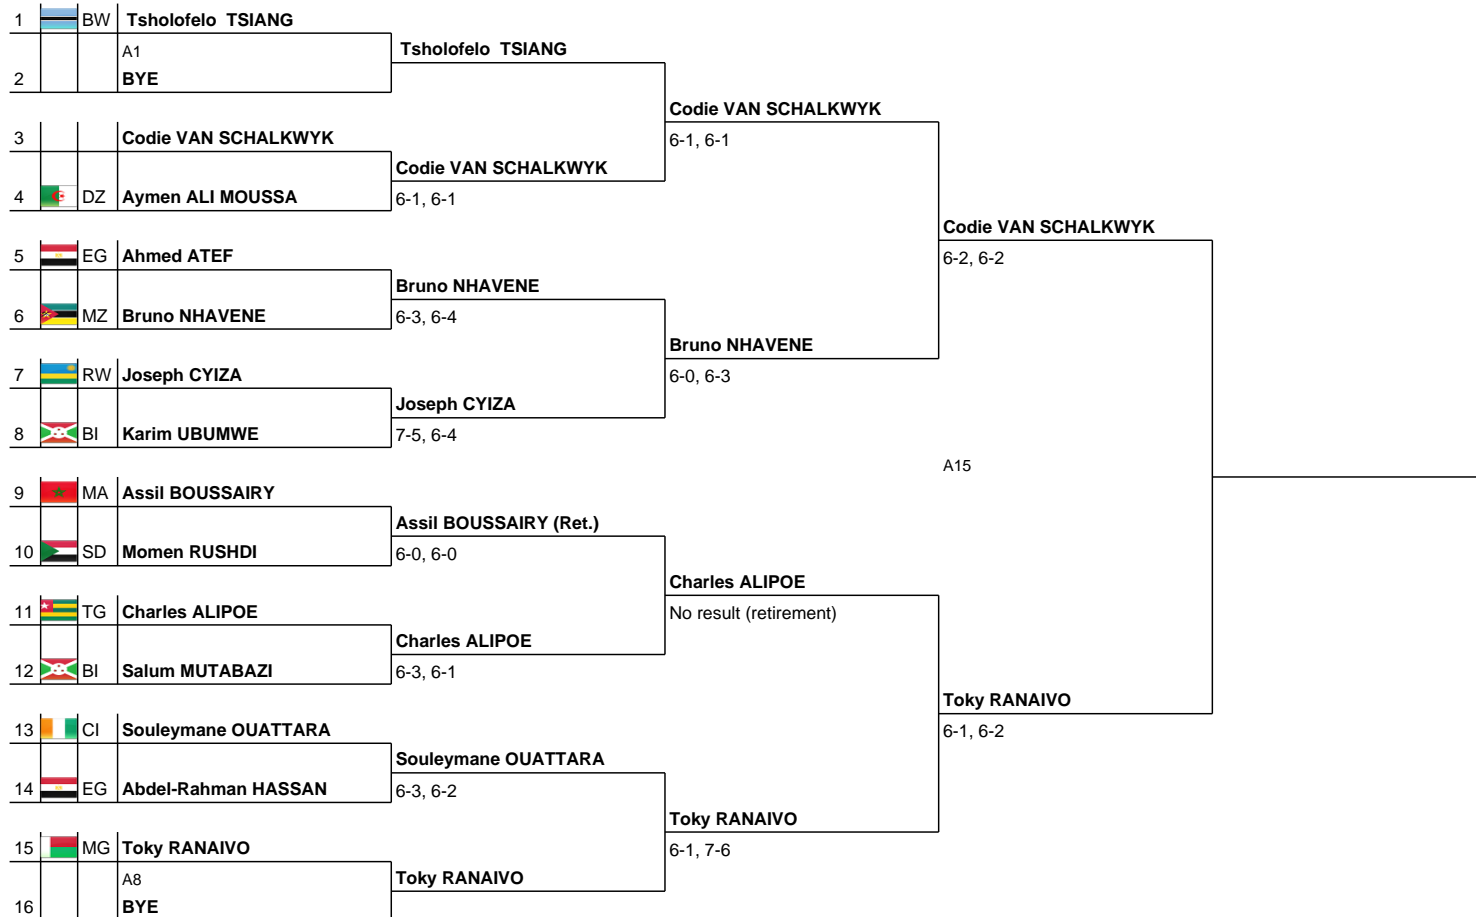 1 BW Tsholofelo TSIANG
A1
Tsholofelo TSIANG
2 BYE
Codie VAN SCHALKWYK
3 Codie VAN SCHALKWYK
6-1, 6-1
Codie VAN SCHALKWYK
4 DZ Aymen ALI MOUSSA
6-1, 6-1
Codie VAN SCHALKWYK
5 EG Ahmed ATEF
6-2, 6-2
Bruno NHAVENE
6 MZ Bruno NHAVENE
6-3, 6-4
Bruno NHAVENE
7 RW Joseph CYIZA
6-0, 6-3
Joseph CYIZA
8 BI Karim UBUMWE
7-5, 6-4
A15
9 MA Assil BOUSSAIRY
Assil BOUSSAIRY (Ret.)
10 SD Momen RUSHDI
6-0, 6-0
Charles ALIPOE
11 TG Charles ALIPOE
No result (retirement)
Charles ALIPOE
12 BI Salum MUTABAZI
6-3, 6-1
Toky RANAIVO
13 CI Souleymane OUATTARA
6-1, 6-2
Souleymane OUATTARA
14 EG Abdel-Rahman HASSAN
6-3, 6-2
Toky RANAIVO
15 MG Toky RANAIVO
6-1, 7-6
A8
Toky RANAIVO
16 BYE